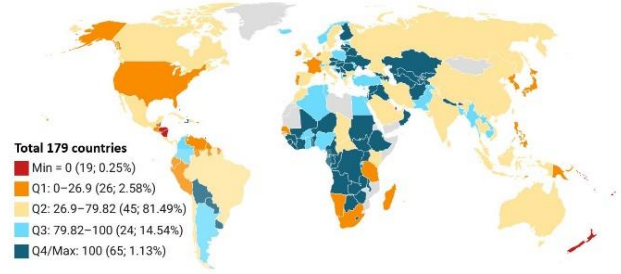 Total 179 countries
Min = 0 (19; 0.25%)
Q1: 0–26.9 (26; 2.58%)
Q2: 26.9–79.82 (45; 81.49%)
Q3: 79.82–100 (24; 14.54%)
Q4/Max: 100 (65; 1.13%)